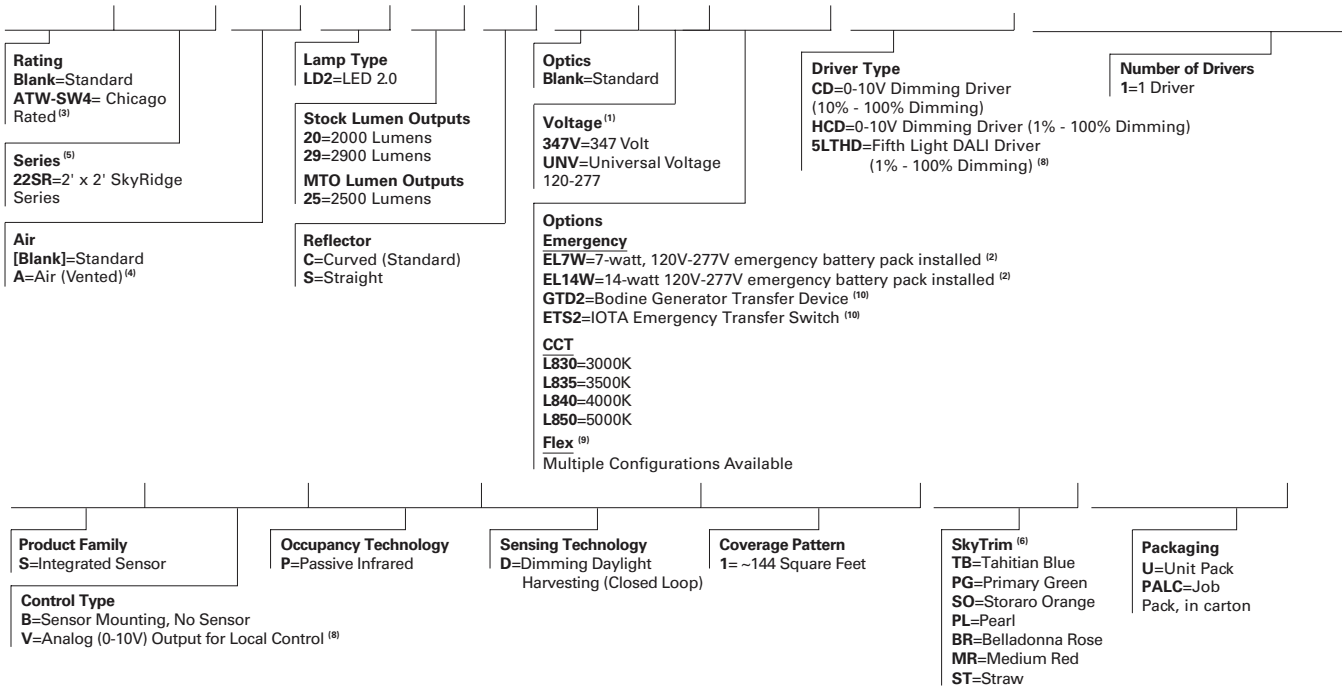 Rating
Blank=Standard
ATW-SW4= Chicago
Rated (3)
Series (5)
22SR=2' x 2' SkyRidge
Series
Air
[Blank]=Standard
A=Air (Vented) (4)
Lamp Type
LD2=LED 2.0
Stock Lumen Outputs
20=2000 Lumens
29=2900 Lumens
MTO Lumen Outputs
25=2500 Lumens
Reflector
C=Curved (Standard)
S=Straight
Optics
Blank=Standard
Voltage (1)
347V=347 Volt
UNV=Universal Voltage
120-277
Options
Emergency
EL7W=7-watt, 120V-277V emergency battery pack installed (2)
EL14W=14-watt 120V-277V emergency battery pack installed (2)
GTD2=Bodine Generator Transfer Device (10)
ETS2=IOTA Emergency Transfer Switch (10)
CCT
L830=3000K
L835=3500K
L840=4000K
L850=5000K
Flex (9)
Multiple Configurations Available
Driver Type
CD=0-10V Dimming Driver
(10% - 100% Dimming)
HCD=0-10V Dimming Driver (1% - 100% Dimming)
5LTHD=Fifth Light DALI Driver
(1% - 100% Dimming) (8)
Number of Drivers
1=1 Driver
Product Family
S=Integrated Sensor
Control Type
B=Sensor Mounting, No Sensor
V=Analog (0-10V) Output for Local Control (8)
Occupancy Technology
P=Passive Infrared
Sensing Technology
D=Dimming Daylight
Harvesting (Closed Loop)
Coverage Pattern
1= ~144 Square Feet
SkyTrim (6)
TB=Tahitian Blue
PG=Primary Green
SO=Storaro Orange
PL=Pearl
BR=Belladonna Rose
MR=Medium Red
ST=Straw
Packaging
U=Unit Pack
PALC=Job
Pack, in carton